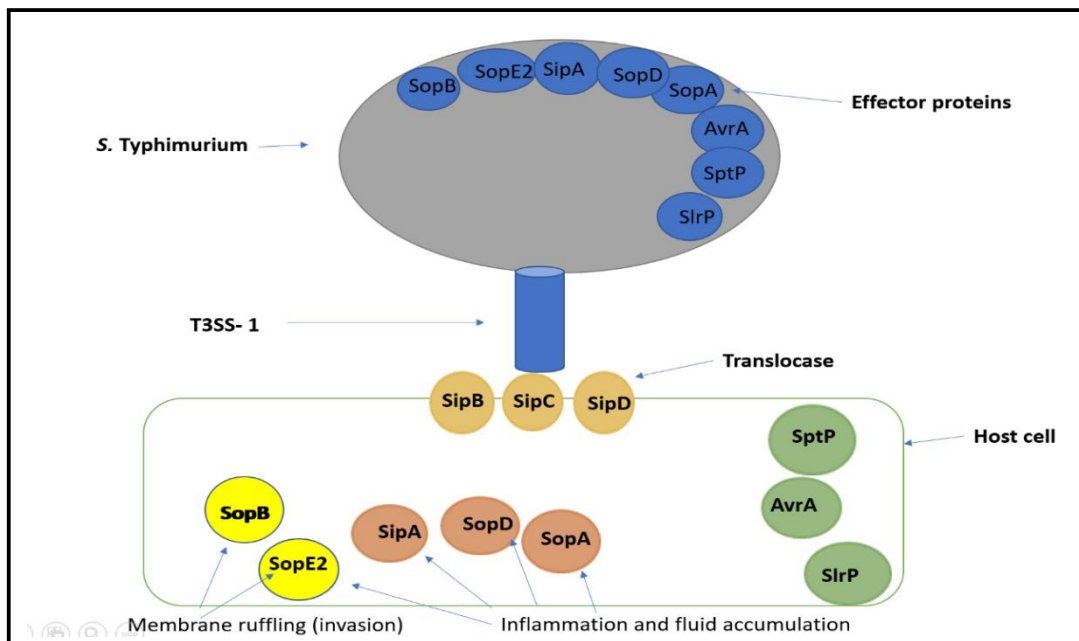 SopB
SopE2
SipA
SopD
SopA
Effector proteins
AvrA
S. Typhimurium
SptP
SlrP
T3SS- 1
Translocase
SipB
SipC
SipD
SptP
Host cell
SopB
SipA
SopD
SopA
AvrA
SopE2
SlrP
Membrane ruffling (invasion)
Inflammation and fluid accumulation